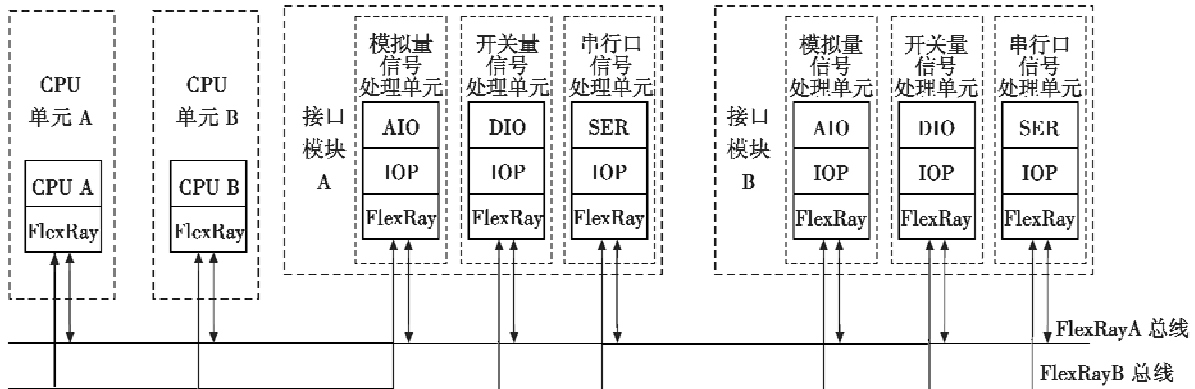 CPU
单元 A
CPU A
FlexRay
CPU
单元 B
CPU B
FlexRay
接口
模块
A
模拟量
信号
处理单元
AIO
IOP
FlexRay
开关量
信号
处理单元
DIO
IOP
FlexRay
串行口
信号
处理单元
SER
IOP
FlexRay
接口
模块
B
模拟量
信号
处理单元
AIO
IOP
FlexRay
开关量
信号
处理单元
DIO
IOP
FlexRay
串行口
信号
处理单元
SER
IOP
FlexRay
FlexRayA 总线
FlexRayB 总线